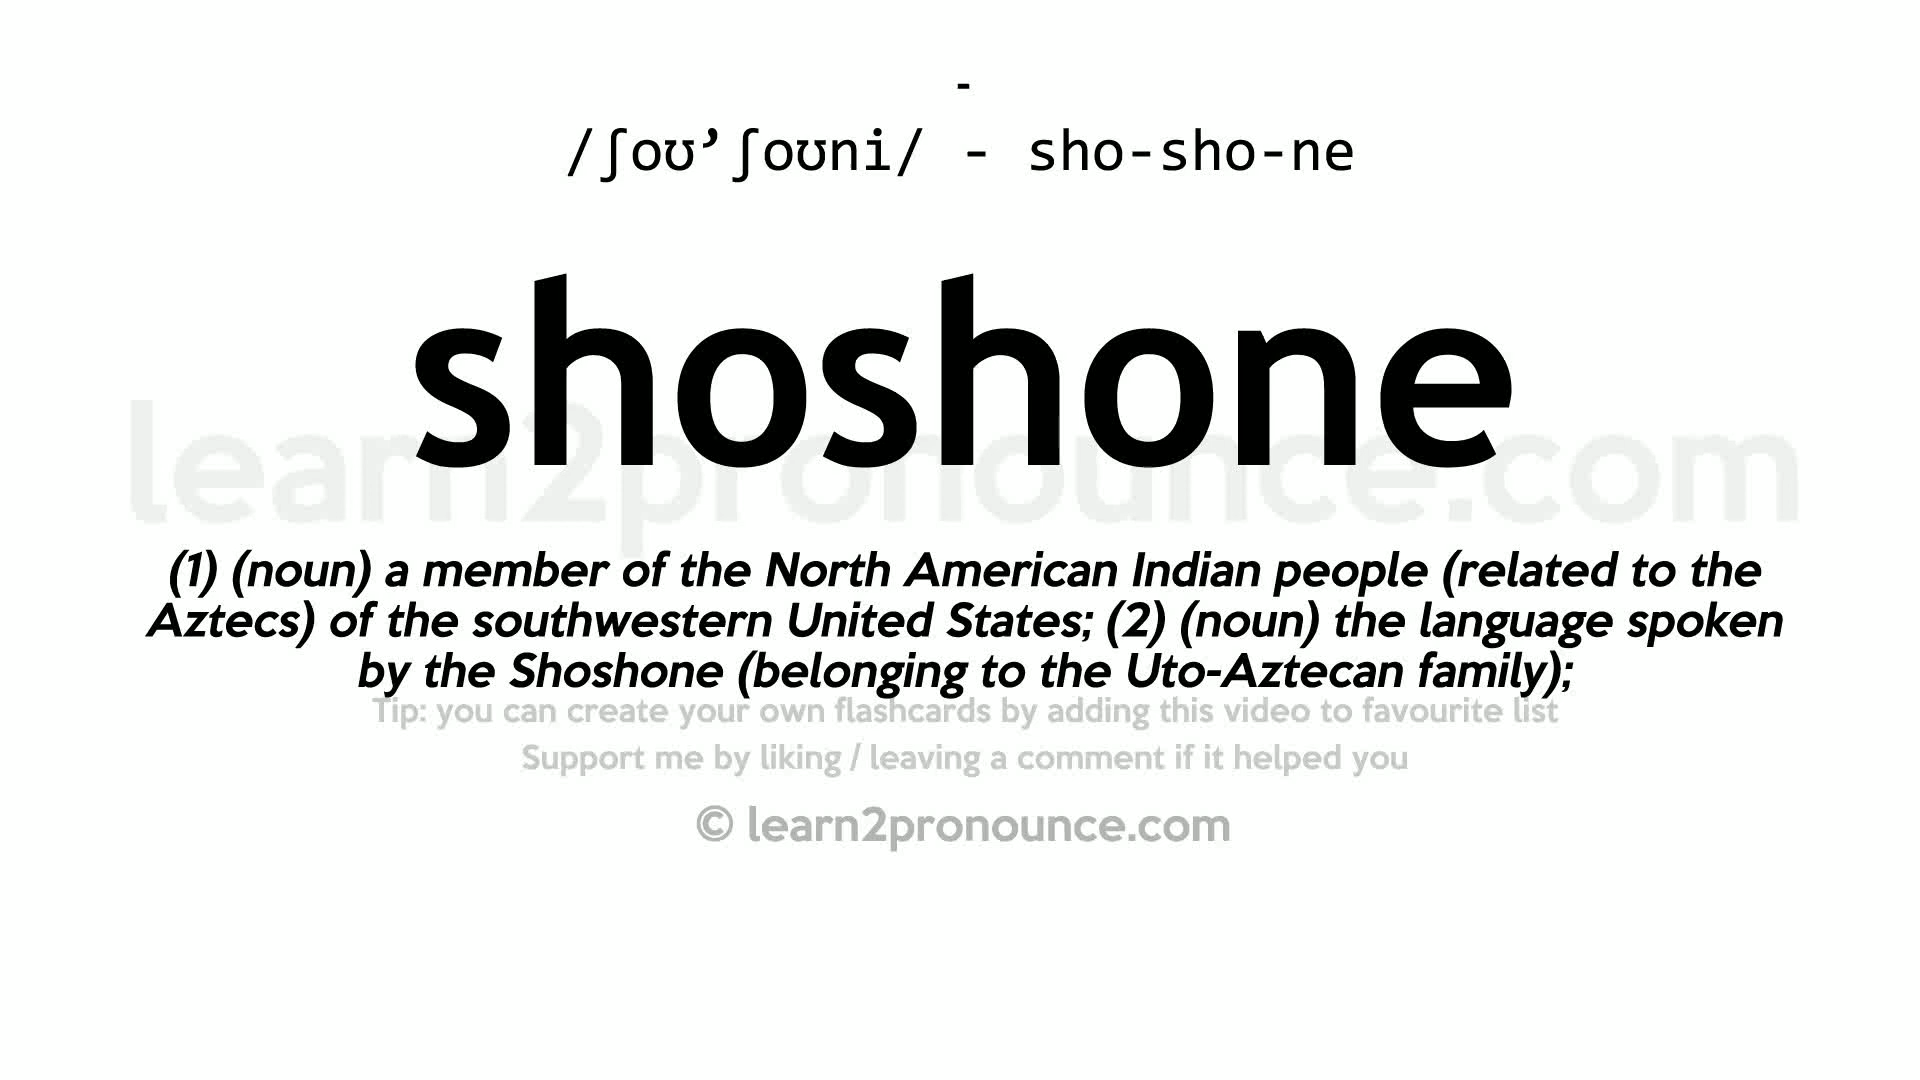 -
/ʃoʊ’ʃoʊni/ - sho-sho-ne
shoshone
learn2pronounce.com
(1) (noun) a member of the North American Indian people (related to the
Aztecs) of the southwestern United States; (2) (noun) the language spoken
by the Shoshone (belonging to the Uto-Aztecan family);
Tip: you can create your own flashcards by adding this video to favourite list
Support me by liking / leaving a comment if it helped you
© learn2pronounce.com